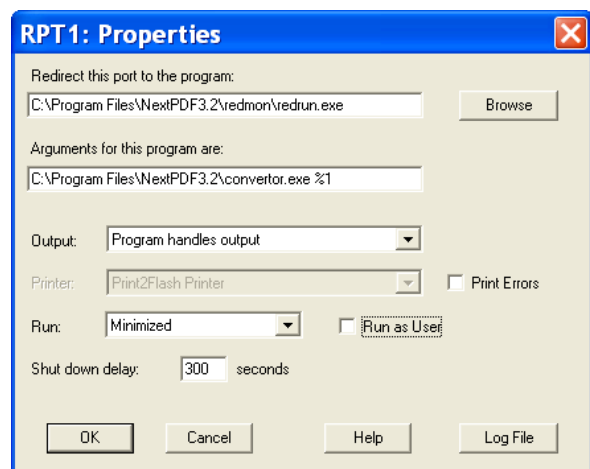 RPT1: Properties
Redirect this port to the program:
C:\Program Files\NextPDF3.2\redmon\redrun.exe
Browse
Arguments for this program are:
C:\Program Files\NextPDF3.2\convertor.exe %1
Output: Program handles output
Printer: Print2Flash Printer Print Errors
Run: Minimized Run as User
Shut down delay: 300 seconds
OK Cancel Help Log File